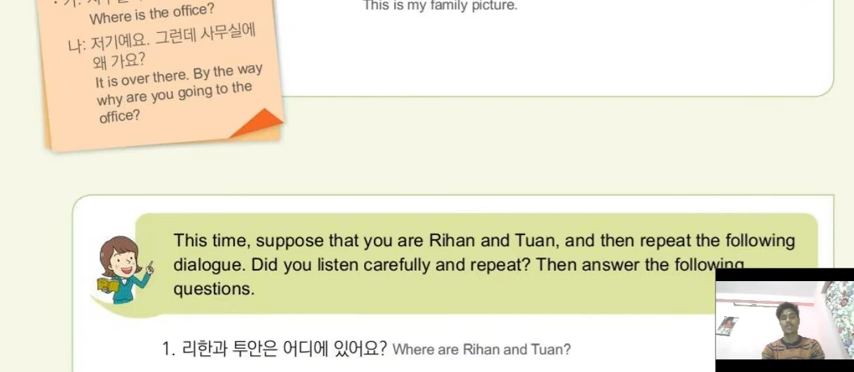 Where is the office?
나: 저기예요. 그런데 사무실에
왜 가요?
It is over there. By the way
why are you going to the
office?
This is my family picture.
This time, suppose that you are Rihan and Tuan, and then repeat the following
dialogue. Did you listen carefully and repeat? Then answer the following
questions.
1. 리한과 투안은 어디에 있어요? Where are Rihan and Tuan?